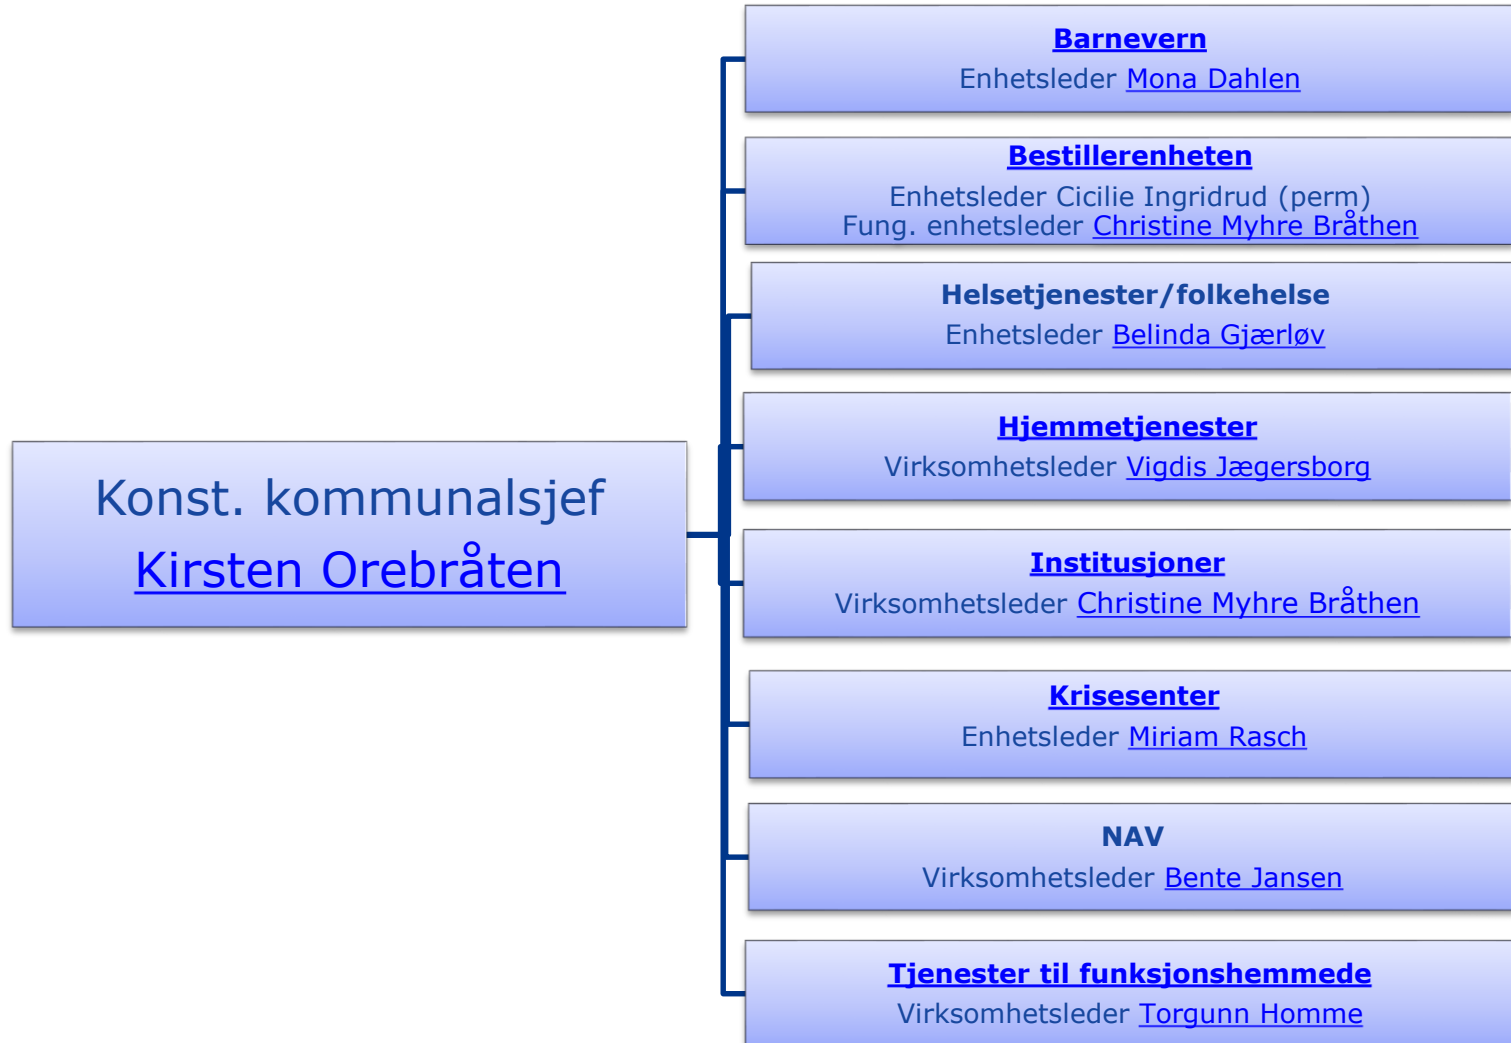 Konst. kommunalsjef
Kirsten Orebråten
Barnevern
Enhetsleder Mona Dahlen
Bestillerenheten
Enhetsleder Cicilie Ingridrud (perm)
Fung. enhetsleder Christine Myhre Bråthen
Helsetjenester/folkehelse
Enhetsleder Belinda Gjærløv
Hjemmetjenester
Virksomhetsleder Vigdis Jægersborg
Institusjoner
Virksomhetsleder Christine Myhre Bråthen
Krisesenter
Enhetsleder Miriam Rasch
NAV
Virksomhetsleder Bente Jansen
Tjenester til funksjonshemmede
Virksomhetsleder Torgunn Homme